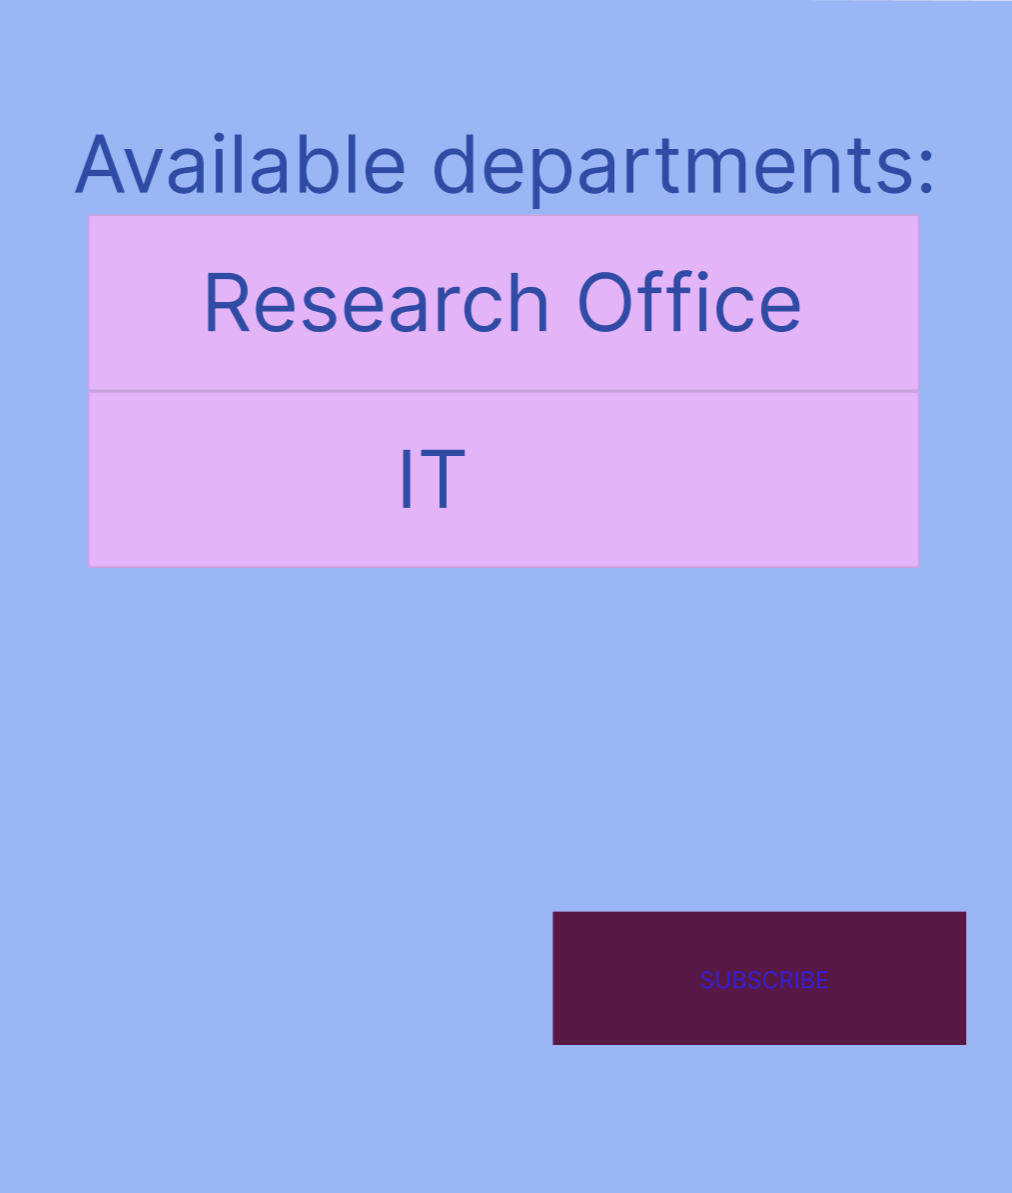 Available departments:
Research Office
IT
SUBSCRIBE